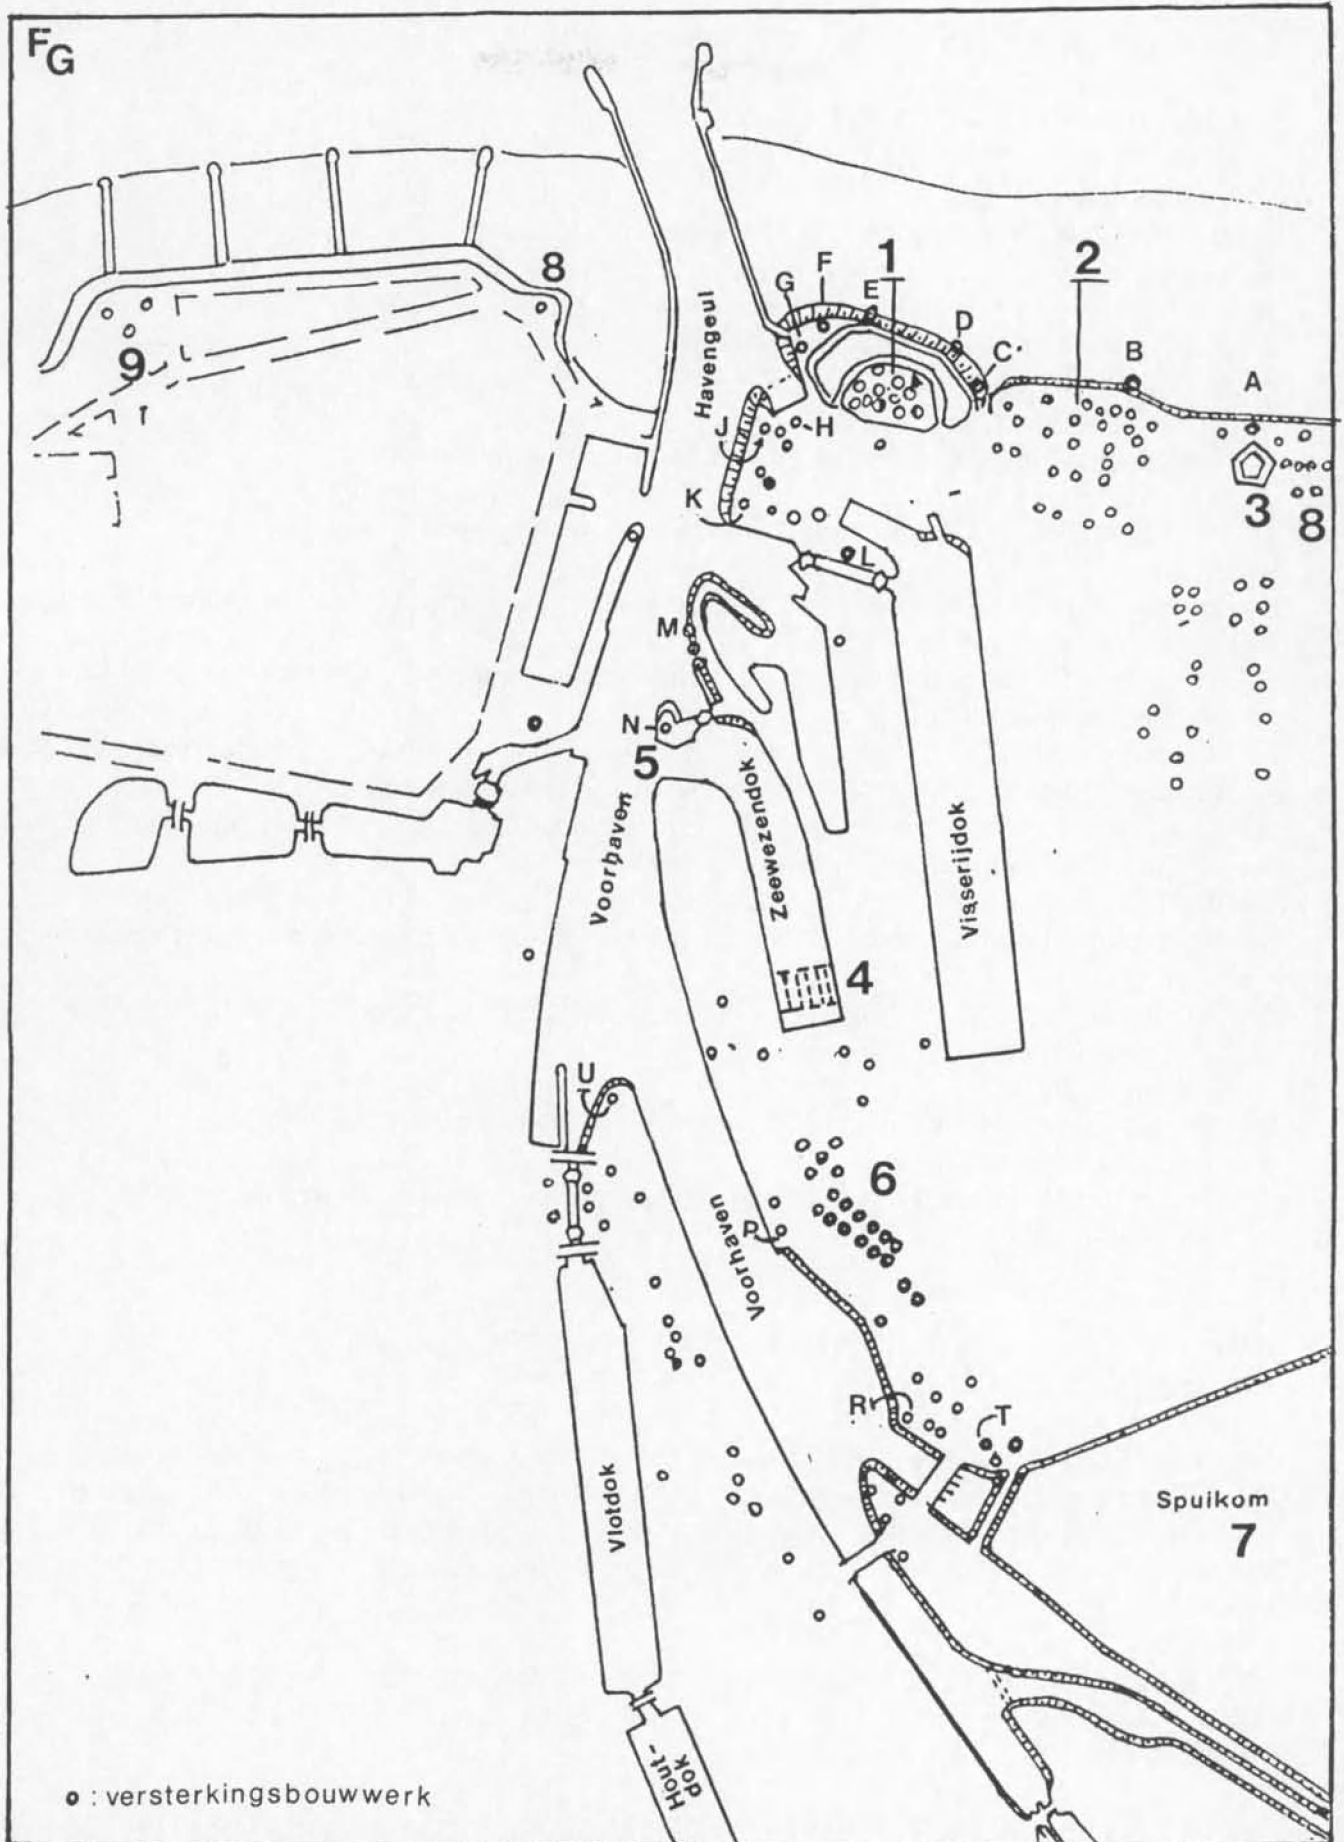 FG
1
2
8
F
E
G
D
C
B
A
9
Havengeul
J
H
K
3
8
L
M
N
5
Voorhaven
Zeewezendok
Visserijdok
4
U
6
P
Voorhaven
R
T
Vlotdok
Spuikom
7
Hout-
dok
o : versterkingsbouwwerk